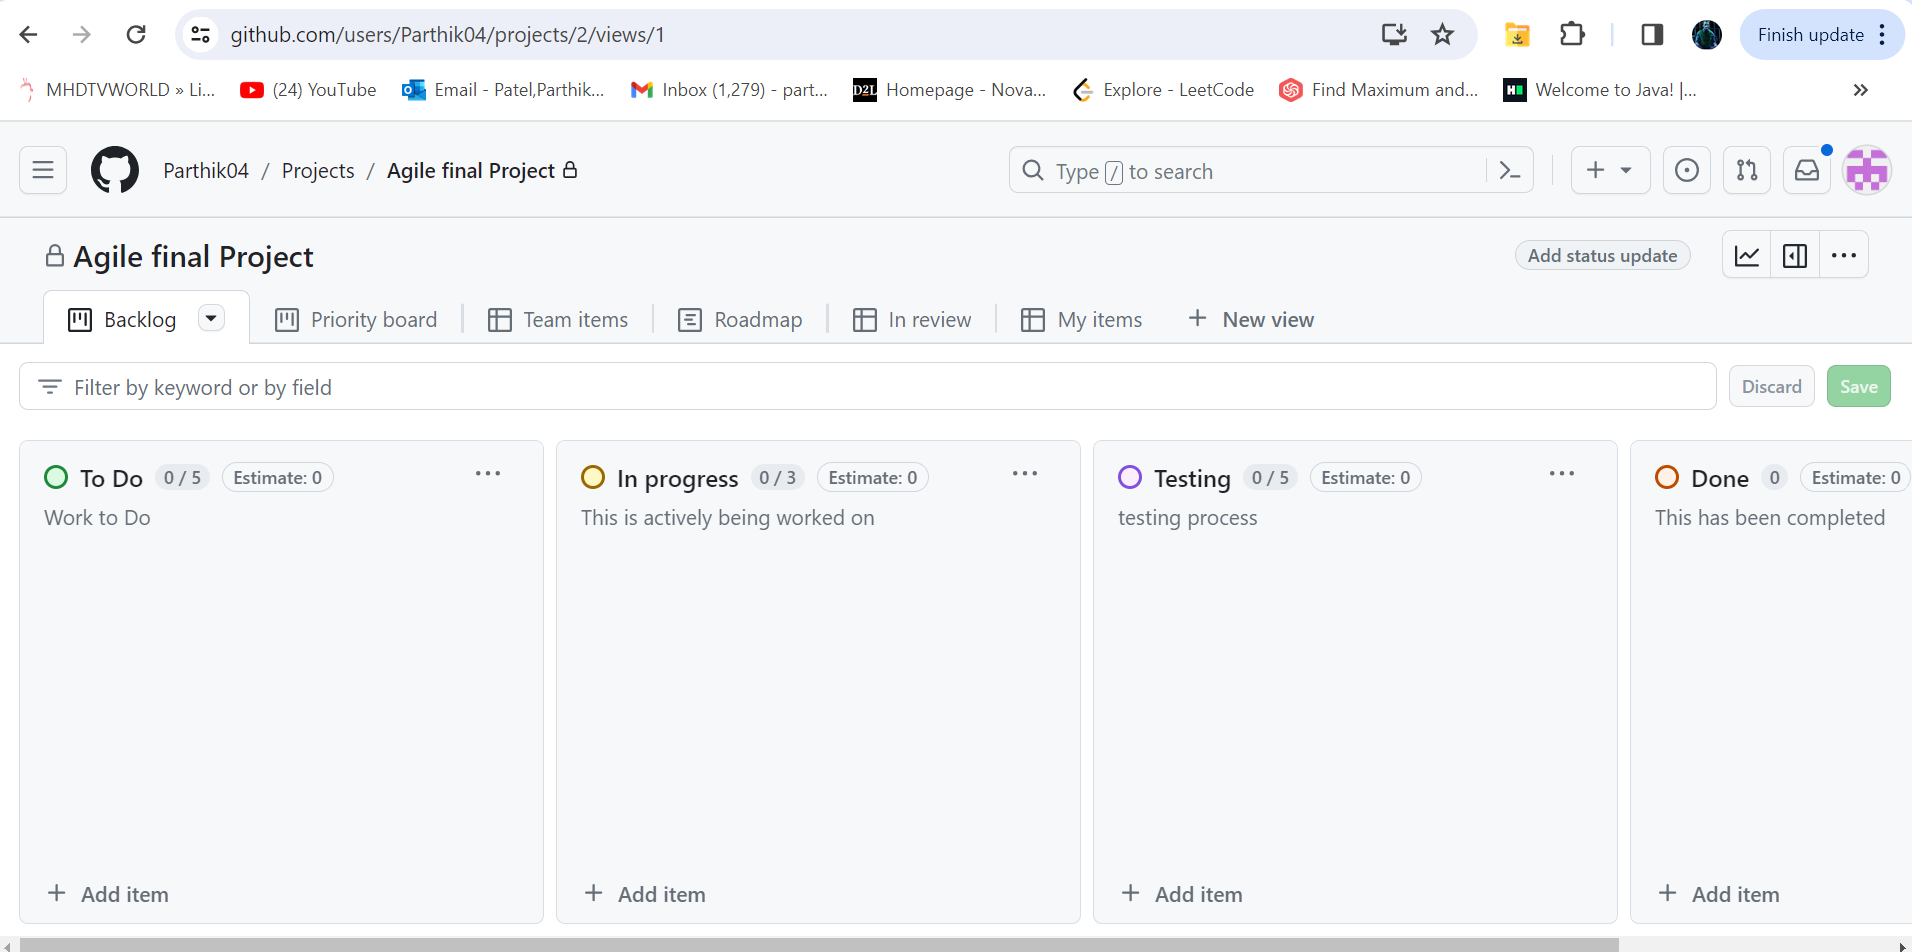 github.com/users/Parthik04/projects/2/views/1
Finish update
MHDTVWORLD » Li... (24) YouTube Email - Patel,Parthik... Inbox (1,279) - part... D2L Homepage - Nova... Explore - LeetCode Find Maximum and... Welcome to Java! |...
Parthik04 / Projects / Agile final Project
Type / to search
Agile final Project
Add status update
Backlog Priority board Team items Roadmap In review My items + New view
Filter by keyword or by field
Discard Save
To Do 0 / 5 Estimate: 0
Work to Do
+ Add item
In progress 0 / 3 Estimate: 0
This is actively being worked on
+ Add item
Testing 0 / 5 Estimate: 0
testing process
+ Add item
Done 0 Estimate: 0
This has been completed
+ Add item